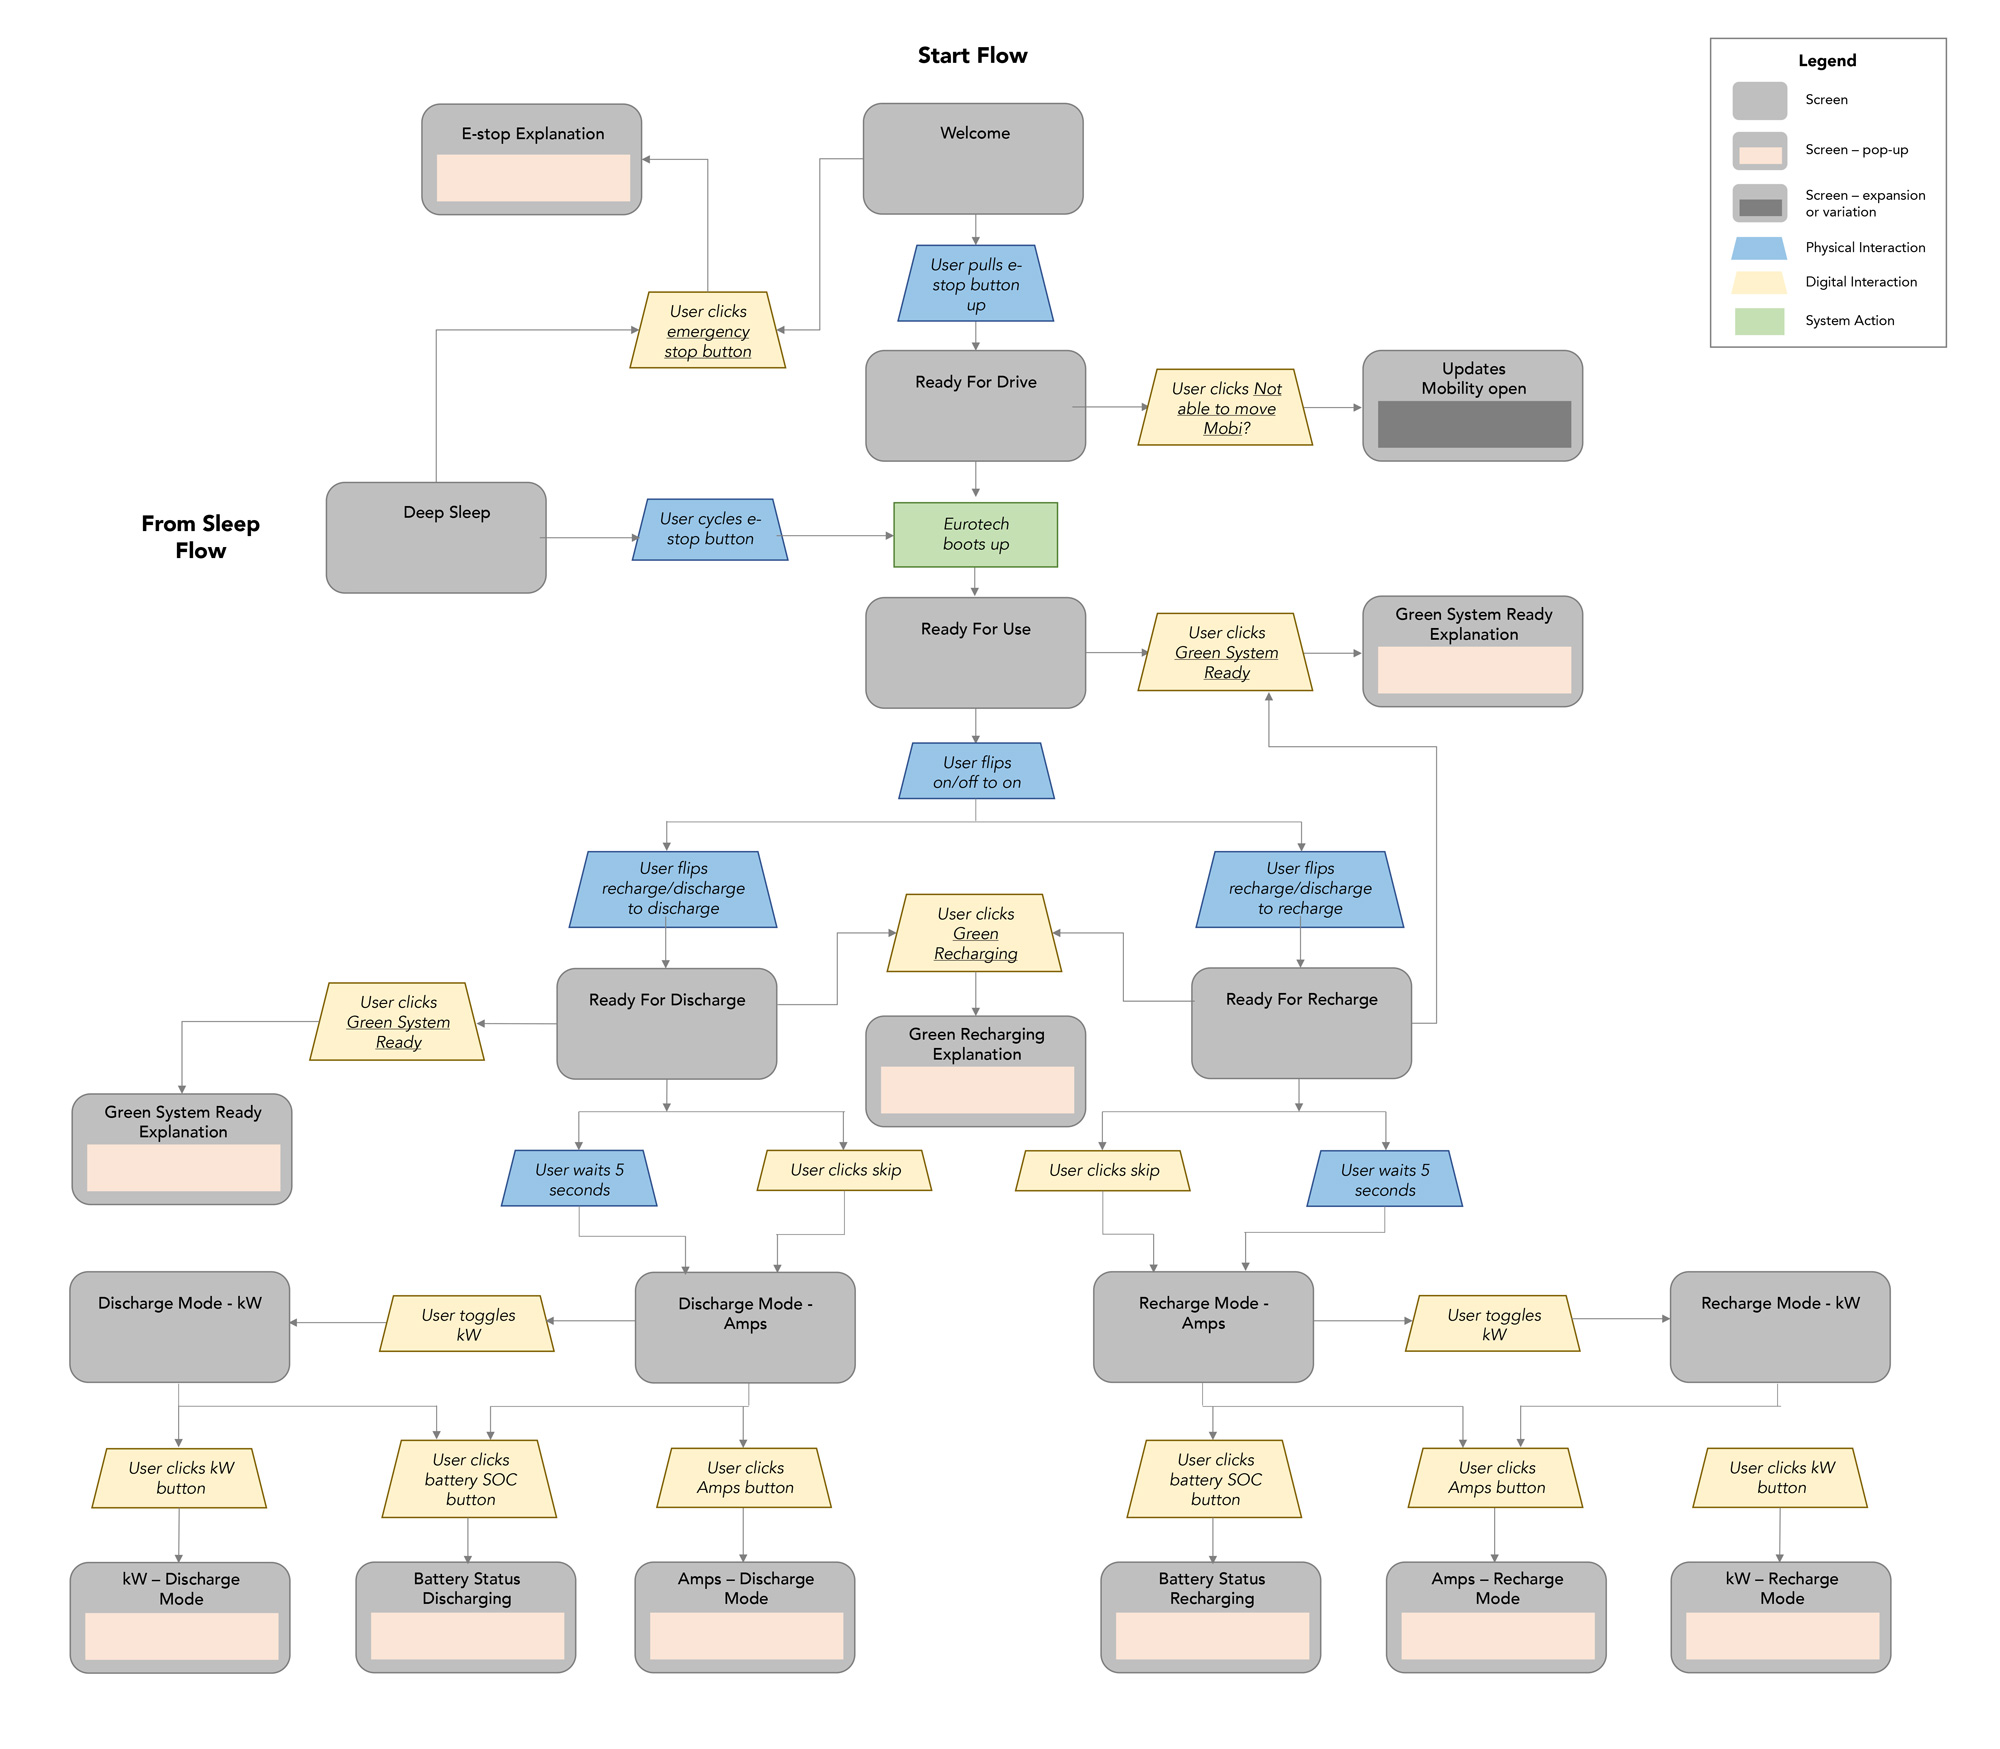 Start Flow
Legend
Screen
Screen – pop-up
Screen – expansion
or variation
Physical Interaction
Digital Interaction
System Action
E-stop Explanation
Welcome
User pulls e-
stop button
up
User clicks
emergency
stop button
Ready For Drive
User clicks Not
able to move
Mobi?
Updates
Mobility open
From Sleep
Flow
Deep Sleep
User cycles e-
stop button
Eurotech
boots up
Ready For Use
User clicks
Green System
Ready
Green System Ready
Explanation
User flips
on/off to on
User flips
recharge/discharge
to discharge
User flips
recharge/discharge
to recharge
User clicks
Green
Recharging
User clicks
Green System
Ready
Ready For Discharge
Ready For Recharge
Green Recharging
Explanation
Green System Ready
Explanation
User waits 5
seconds
User clicks skip
User clicks skip
User waits 5
seconds
Discharge Mode - kW
User toggles
kW
Discharge Mode -
Amps
Recharge Mode -
Amps
User toggles
kW
Recharge Mode - kW
User clicks kW
button
User clicks
battery SOC
button
User clicks
Amps button
User clicks
battery SOC
button
User clicks
Amps button
User clicks kW
button
kW – Discharge
Mode
Battery Status
Discharging
Amps – Discharge
Mode
Battery Status
Recharging
Amps – Recharge
Mode
kW – Recharge
Mode